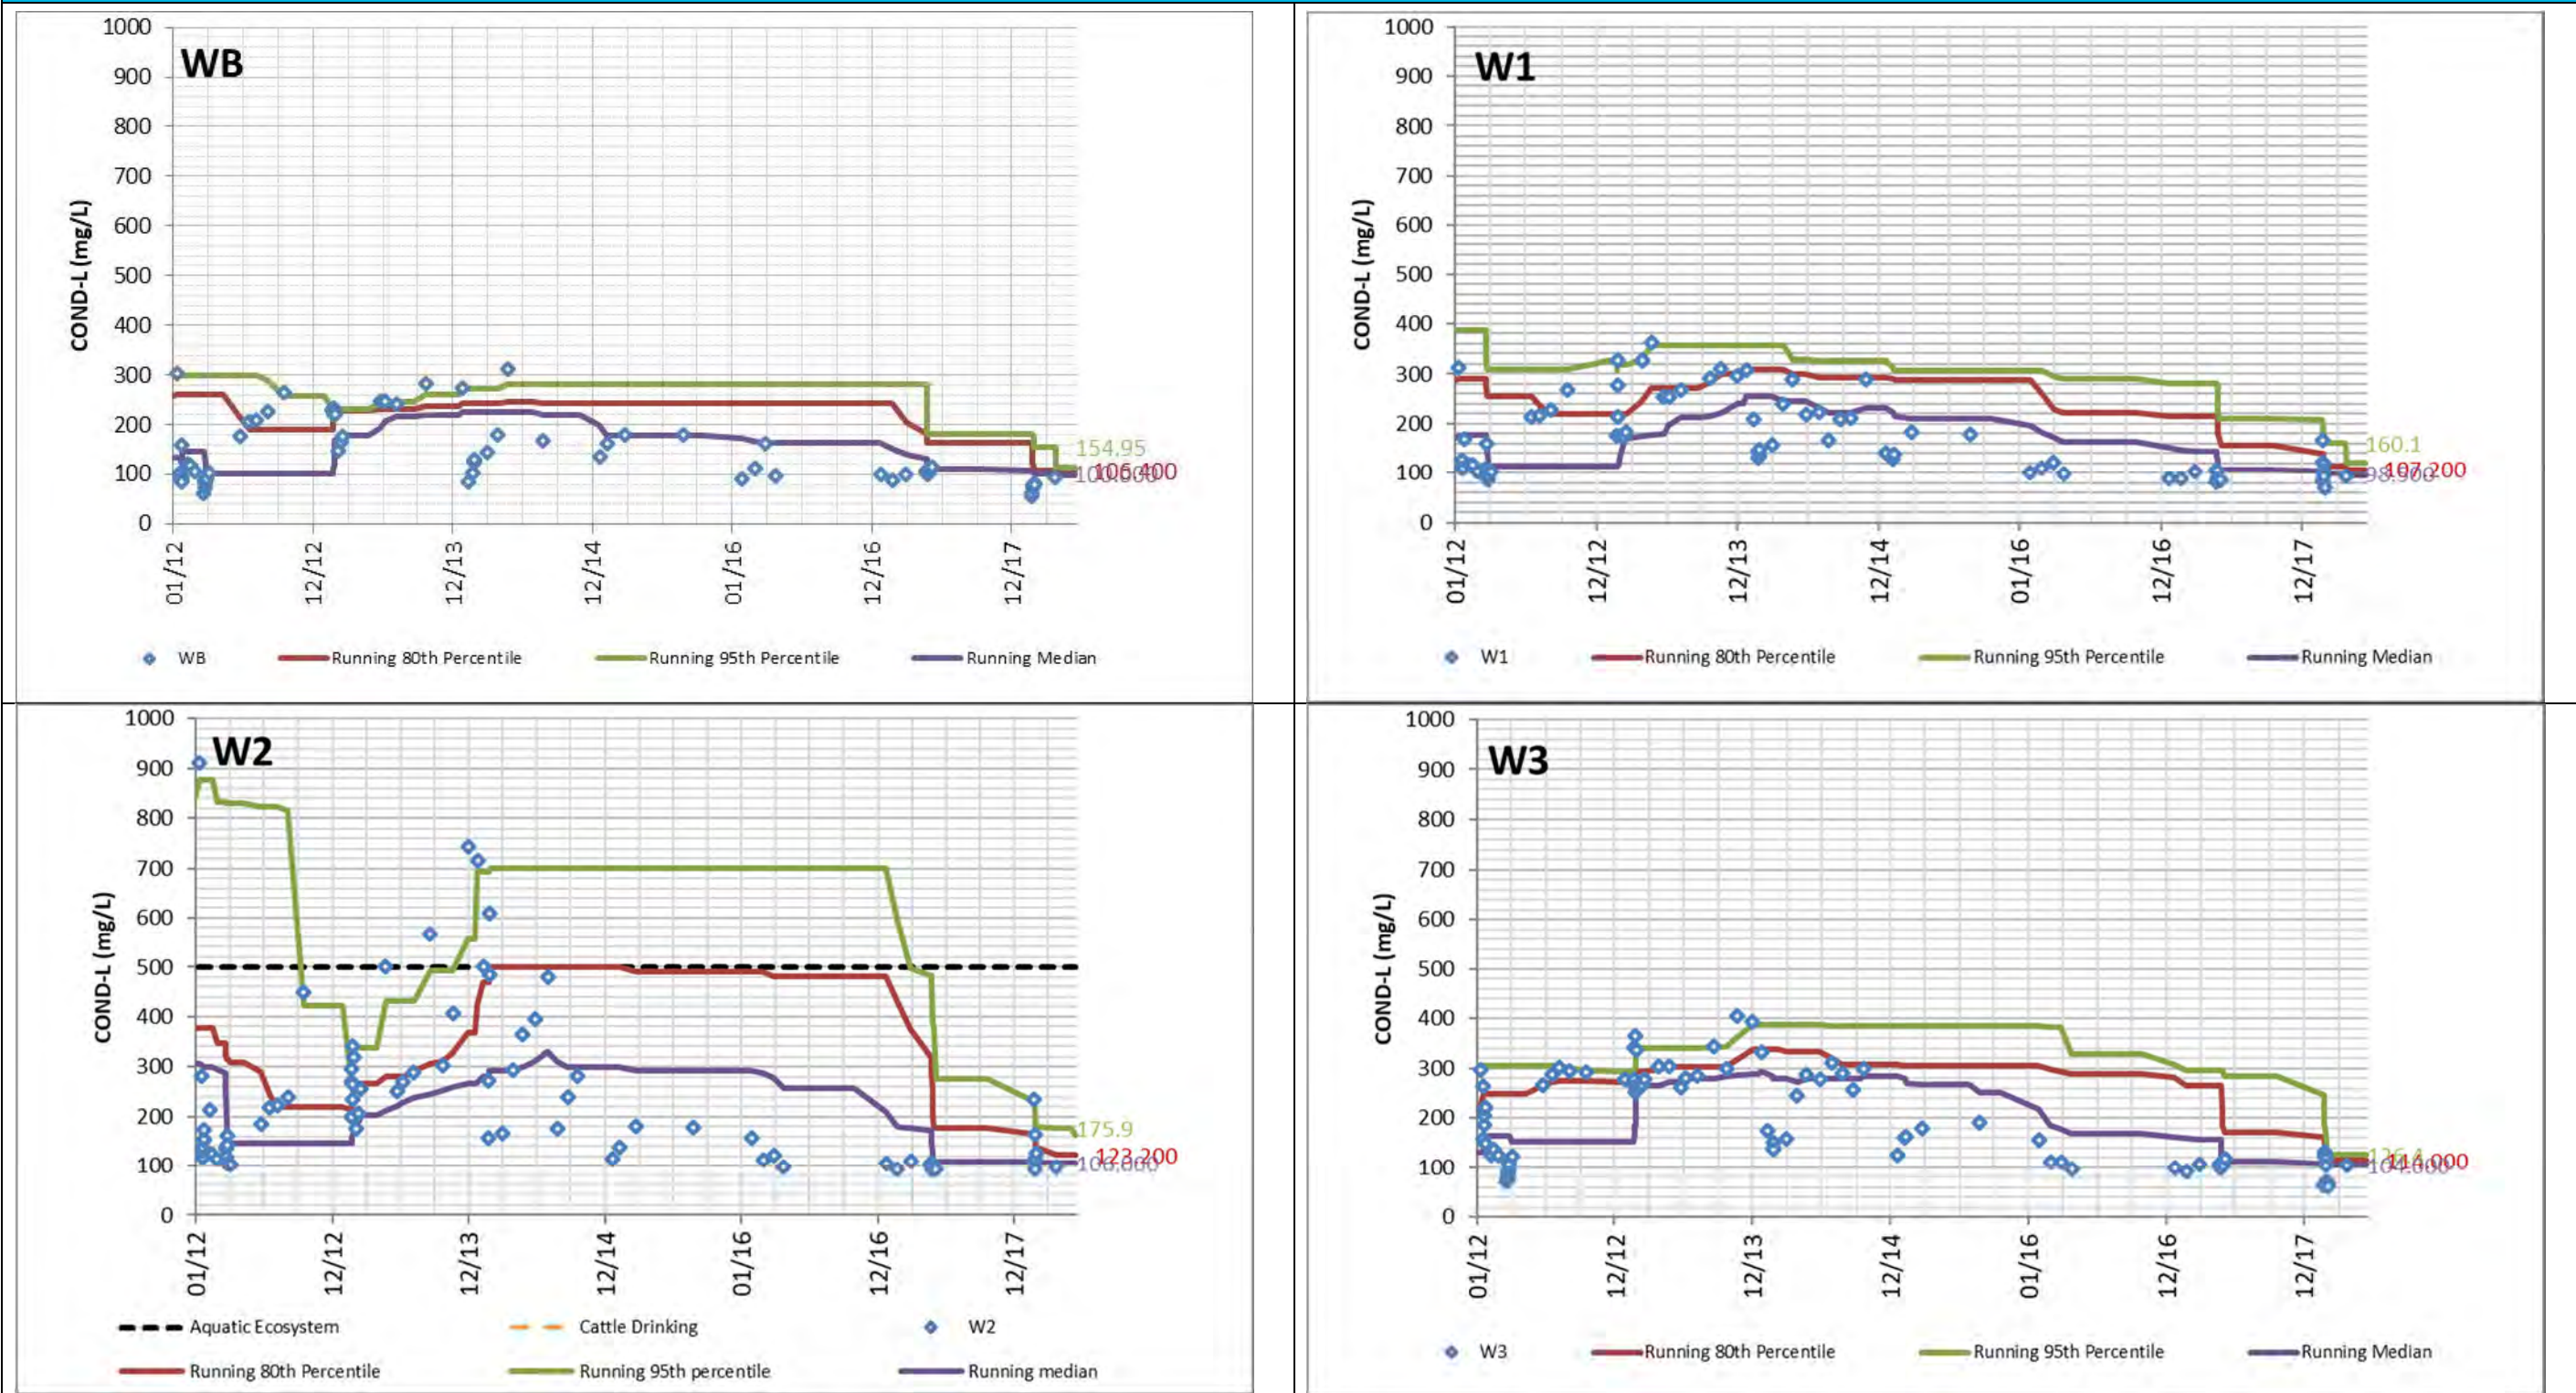 WB
1000
900
800
700
600
500
400
300
200
100
0
COND-L (mg/L)
154.95
01/12
12/12
12/13
12/14
01/16
12/16
12/17
WB
Running 80th Percentile
Running 95th Percentile
Running Median
W1
1000
900
800
700
600
500
400
300
200
100
0
COND-L (mg/L)
160.1
107.200
01/12
12/12
12/13
12/14
01/16
12/16
12/17
W1
Running 80th Percentile
Running 95th Percentile
Running Median
W2
1000
900
800
700
600
500
400
300
200
100
0
COND-L (mg/L)
175.9
123.200
01/12
12/12
12/13
12/14
01/16
12/16
12/17
Aquatic Ecosystem
Cattle Drinking
W2
Running 80th Percentile
Running 95th percentile
Running median
W3
1000
900
800
700
600
500
400
300
200
100
0
COND-L (mg/L)
01/12
12/12
12/13
12/14
01/16
12/16
12/17
W3
Running 80th Percentile
Running 95th Percentile
Running Median